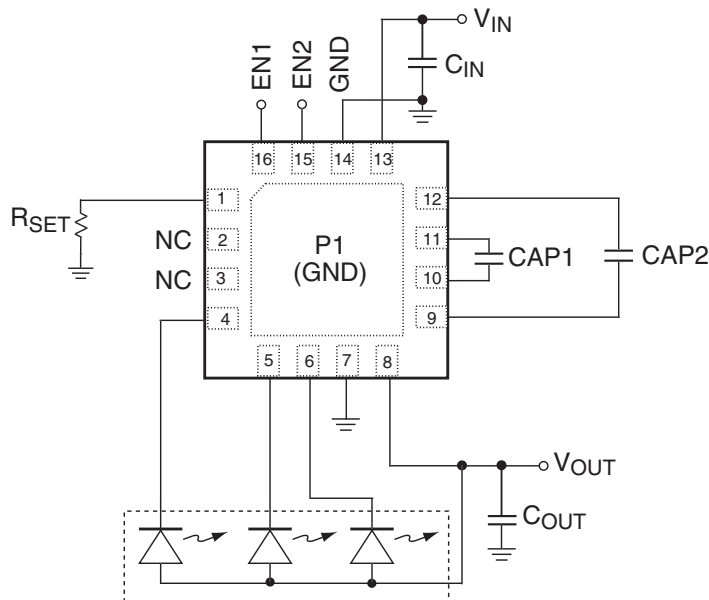 VIN
CIN
EN1
EN2
GND
16
15
14
13
1
2
3
4
RSET
NC
NC
P1
(GND)
12
11
10
9
CAP1
CAP2
5
6
7
8
VOUT
COUT